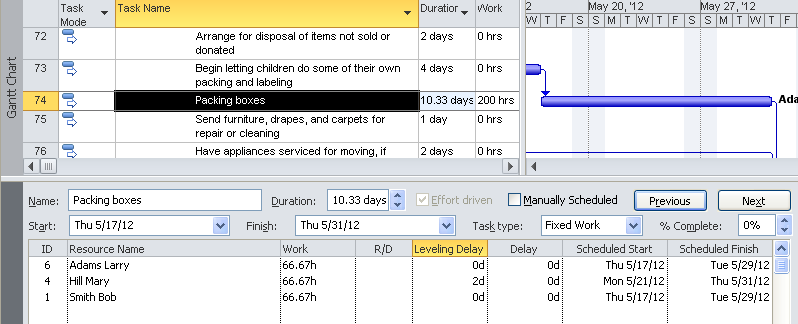 Gantt Chart
Task Mode Task Name Duration Work
72 Arrange for disposal of items not sold or donated 2 days 0 hrs
73 Begin letting children do some of their own packing and labeling 4 days 0 hrs
74 Packing boxes 10.33 days 200 hrs
75 Send furniture, drapes, and carpets for repair or cleaning 1 day 0 hrs
76 Have appliances serviced for moving, if 2 days 0 hrs
2 May 20, '12 May 27, '12
W T F S S M T W T F S S M T W T F S
Ada
Name: Packing boxes Duration: 10.33 days Effort driven Manually Scheduled Previous Next
Start: Thu 5/17/12 Finish: Thu 5/31/12 Task type: Fixed Work % Complete: 0%
ID Resource Name Work R/D Leveling Delay Delay Scheduled Start Scheduled Finish
6 Adams Larry 66.67h 0d 0d Thu 5/17/12 Tue 5/29/12
4 Hill Mary 66.67h 2d 0d Mon 5/21/12 Thu 5/31/12
1 Smith Bob 66.67h 0d 0d Thu 5/17/12 Tue 5/29/12